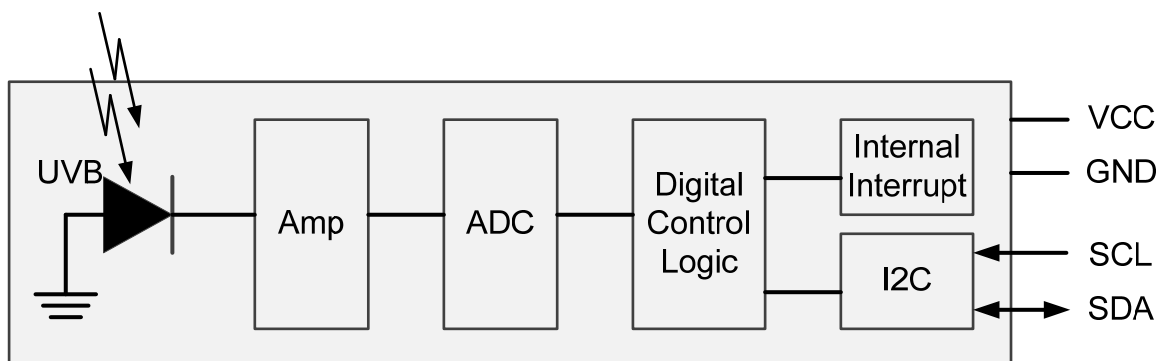 UVB
Amp
ADC
Digital
Control
Logic
Internal
Interrupt
I2C
VCC
GND
SCL
SDA